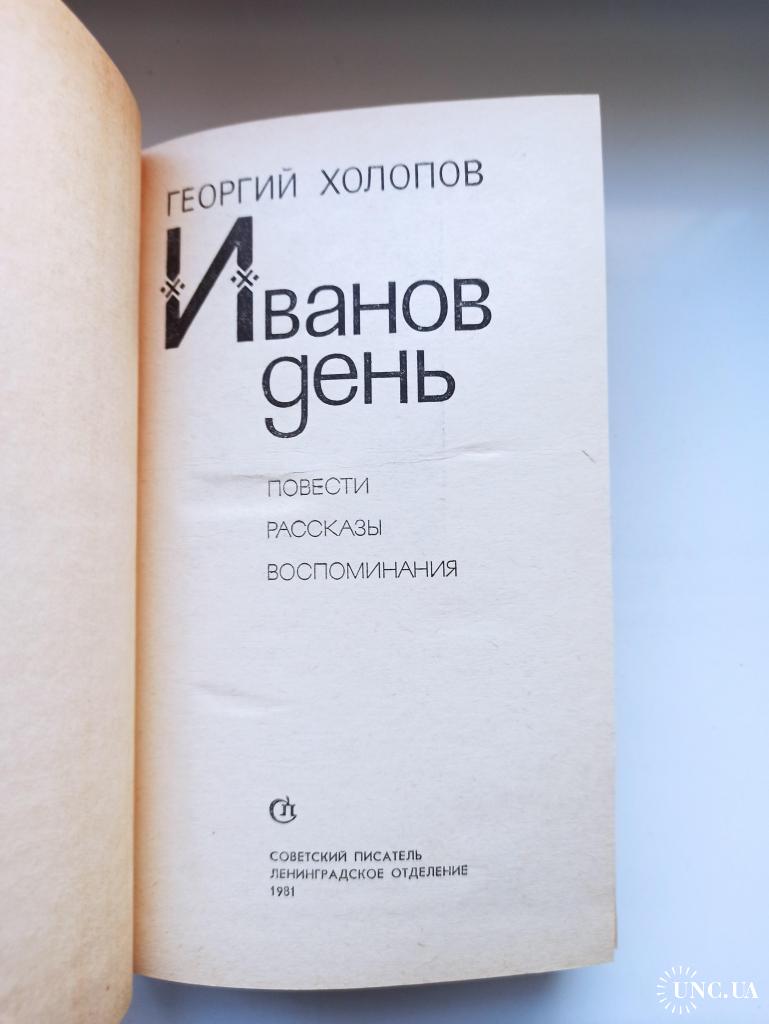 ГЕОРГИЙ ХОЛОПОВ
Иванов
день
ПОВЕСТИ
РАССКАЗЫ
ВОСПОМИНАНИЯ
СП
СОВЕТСКИЙ ПИСАТЕЛЬ
ЛЕНИНГРАДСКОЕ ОТДЕЛЕНИЕ
1981
UNC.UA